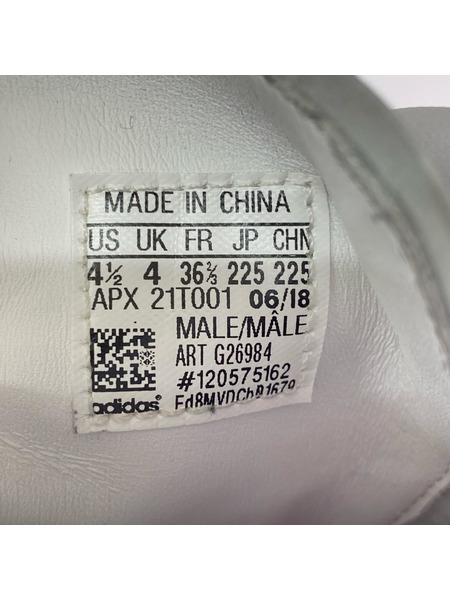 MADE IN CHINA
US UK FR JP CHN
4½ 4 36⅔ 225 225
APX 21T001 06/18
MALE/MÂLE
ART G26984
#120575162
adidas®